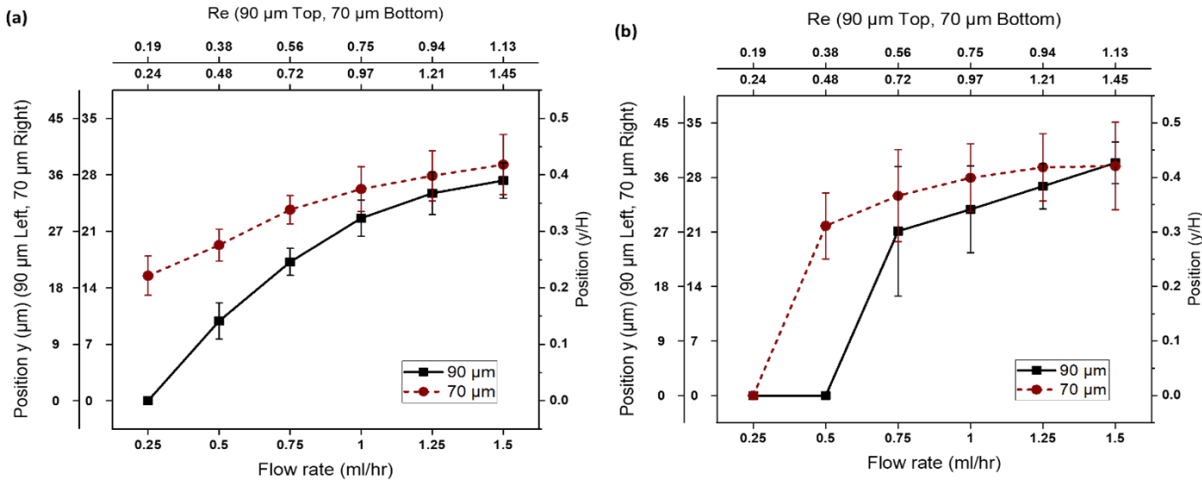 (a)
Re (90 µm Top, 70 µm Bottom)
0.19 0.38 0.56 0.75 0.94 1.13
0.24 0.48 0.72 0.97 1.21 1.45
Position y (µm) (90 µm Left, 70 µm Right)
45 35
36 28
27 21
18 14
9 7
0 0
0.5
0.4
0.3
0.2
0.1
0.0
Position (y/H)
90 µm
70 µm
0.25 0.5 0.75 1 1.25 1.5
Flow rate (ml/hr)
(b)
Re (90 µm Top, 70 µm Bottom)
0.19 0.38 0.56 0.75 0.94 1.13
0.24 0.48 0.72 0.97 1.21 1.45
Position y (µm) (90 µm Left, 70 µm Right)
45 35
36 28
27 21
18 14
9 7
0 0
0.5
0.4
0.3
0.2
0.1
0.0
Position (y/H)
90 µm
70 µm
0.25 0.5 0.75 1 1.25 1.5
Flow rate (ml/hr)